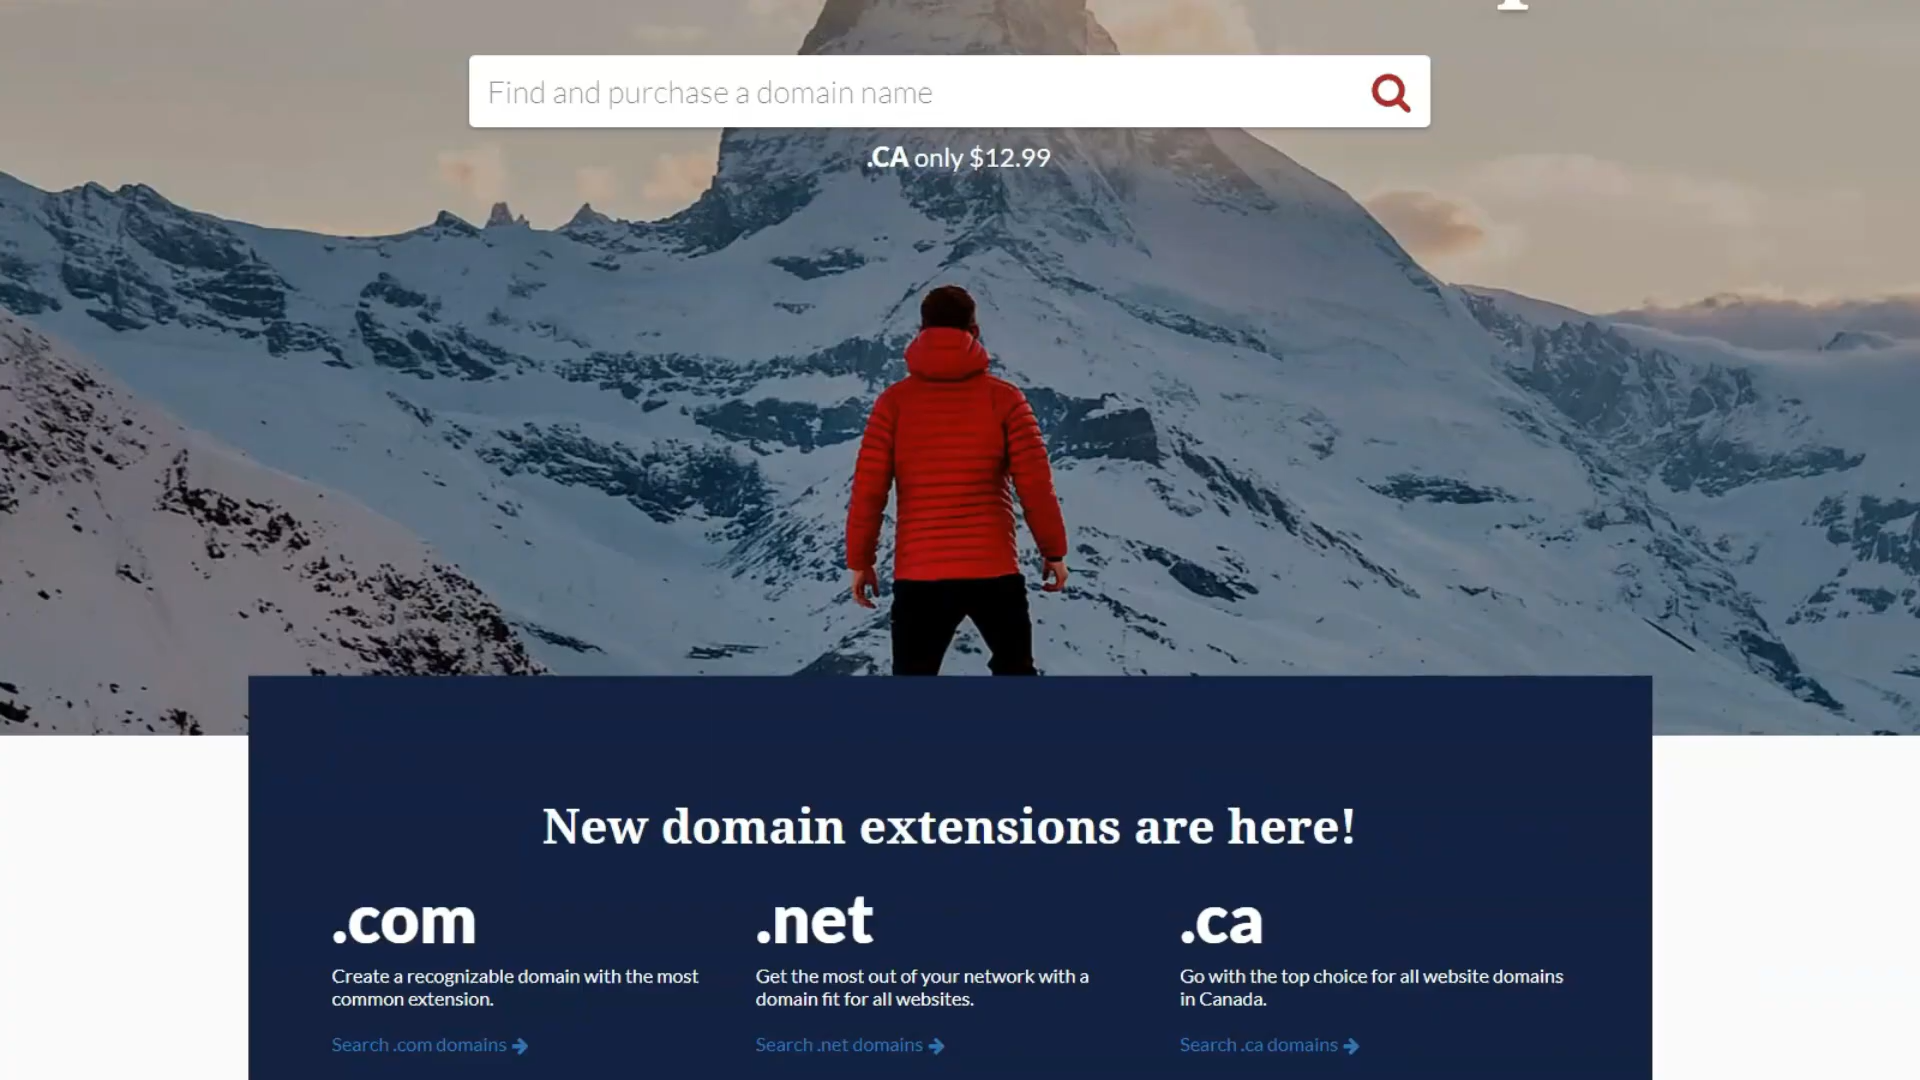 Find and purchase a domain name
.CA only $12.99
New domain extensions are here!
.com
Create a recognizable domain with the most
common extension.
Search .com domains
.net
Get the most out of your network with a
domain fit for all websites.
Search .net domains
.ca
Go with the top choice for all website domains
in Canada.
Search .ca domains